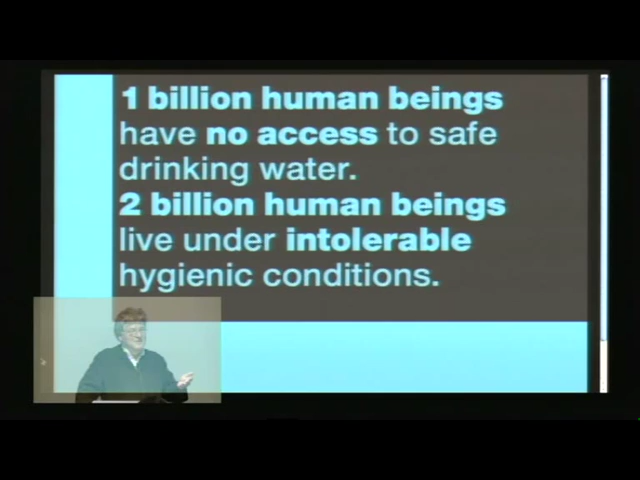 1 billion human beings
have no access to safe
drinking water.
2 billion human beings
live under intolerable
hygienic conditions.